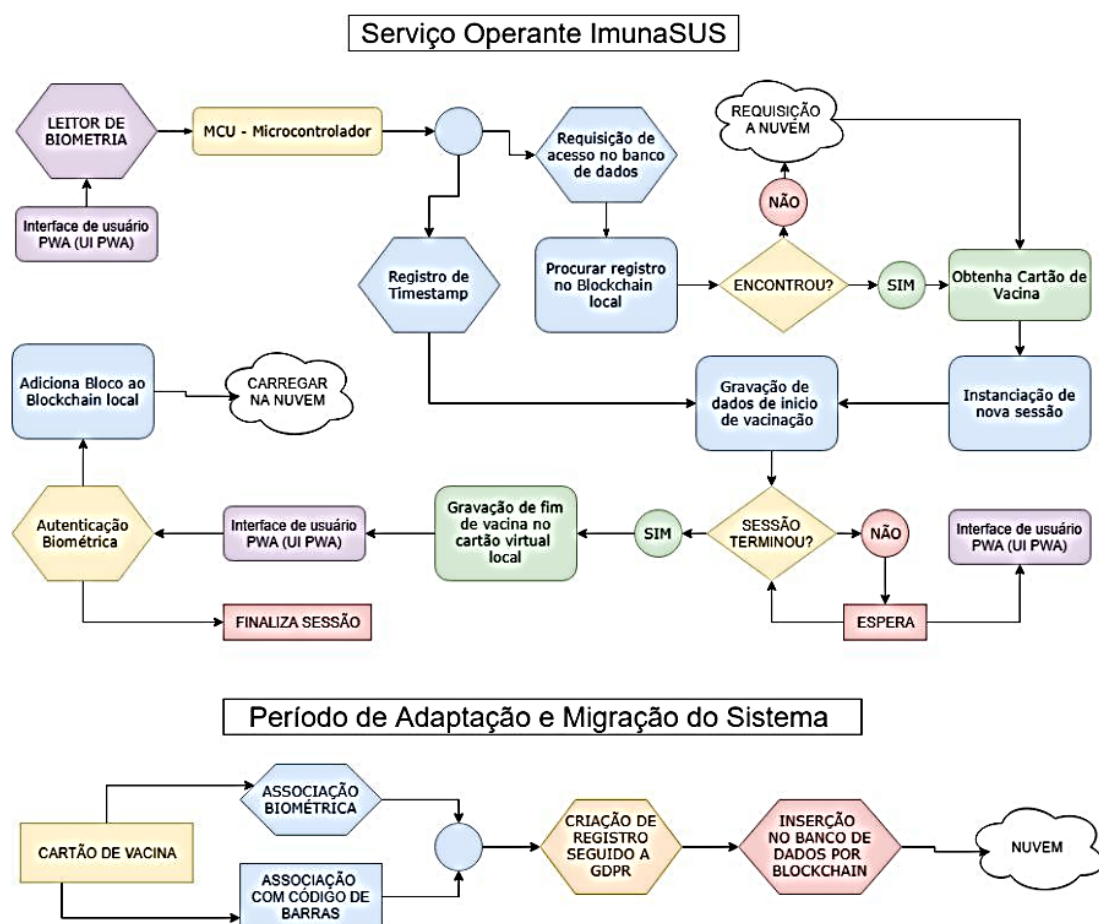 Serviço Operante ImunaSUS
LEITOR DE
BIOMETRIA
MCU - Microcontrolador
Requisição de
acesso no banco
de dados
REQUISIÇÃO
A NUVEM
NÃO
Interface de usuário
PWA (UI PWA)
Registro de
Timestamp
Procurar registro
no Blockchain
local
ENCONTROU?
SIM
Obtenha Cartão de
Vacina
Adiciona Bloco ao
Blockchain local
CARREGAR
NA NUVEM
Gravação de
dados de inicio
de vacinação
Instanciação de
nova sessão
Autenticação
Biométrica
Interface de usuário
PWA (UI PWA)
Gravação de fim
de vacina no
cartão virtual
local
SIM
SESSÃO
TERMINOU?
NÃO
Interface de usuário
PWA (UI PWA)
FINALIZA SESSÃO
ESPERA
Período de Adaptação e Migração do Sistema
CARTÃO DE VACINA
ASSOCIAÇÃO
BIOMÉTRICA
ASSOCIAÇÃO
COM CÓDIGO DE
BARRAS
CRIAÇÃO DE
REGISTRO
SEGUIDO A
GDPR
INSERÇÃO
NO BANCO DE
DADOS POR
BLOCKCHAIN
NUVEM